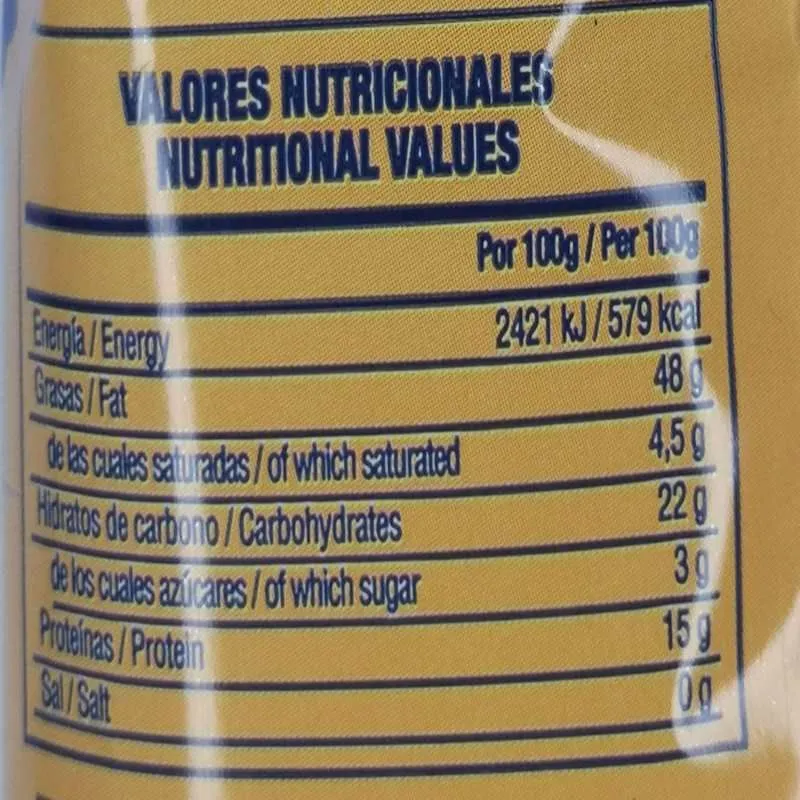 VALORES NUTRICIONALES
NUTRITIONAL VALUES
Por 100g / Per 100g
Energía / Energy 2421 kJ / 579 kcal
Grasas / Fat 48 g
de las cuales saturadas / of which saturated 4,5 g
Hidratos de carbono / Carbohydrates 22 g
de los cuales azúcares / of which sugar 3 g
Proteínas / Protein 15 g
Sal / Salt 0 g